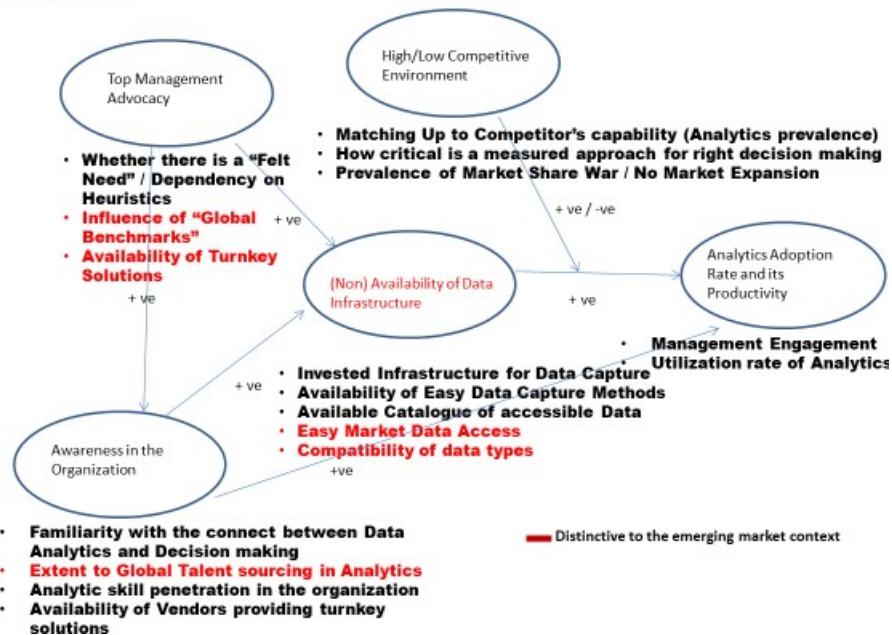 Top Management
Advocacy
High/Low Competitive
Environment
• Matching Up to Competitor's capability (Analytics prevalence)
• How critical is a measured approach for right decision making
• Prevalence of Market Share War / No Market Expansion
• Whether there is a "Felt
Need" / Dependency on
Heuristics
• Influence of "Global
Benchmarks"
• Availability of Turnkey
Solutions
+ ve
+ ve / -ve
+ ve
(Non) Availability of Data
Infrastructure
+ ve
Analytics Adoption
Rate and its
Productivity
• Management Engagement
• Utilization rate of Analytics
+ ve
• Invested Infrastructure for Data Capture
• Availability of Easy Data Capture Methods
• Available Catalogue of accessible Data
• Easy Market Data Access
• Compatibility of data types
+ve
Awareness in the
Organization
• Familiarity with the connect between Data
Analytics and Decision making
• Extent to Global Talent sourcing in Analytics
• Analytic skill penetration in the organization
• Availability of Vendors providing turnkey
solutions
Distinctive to the emerging market context